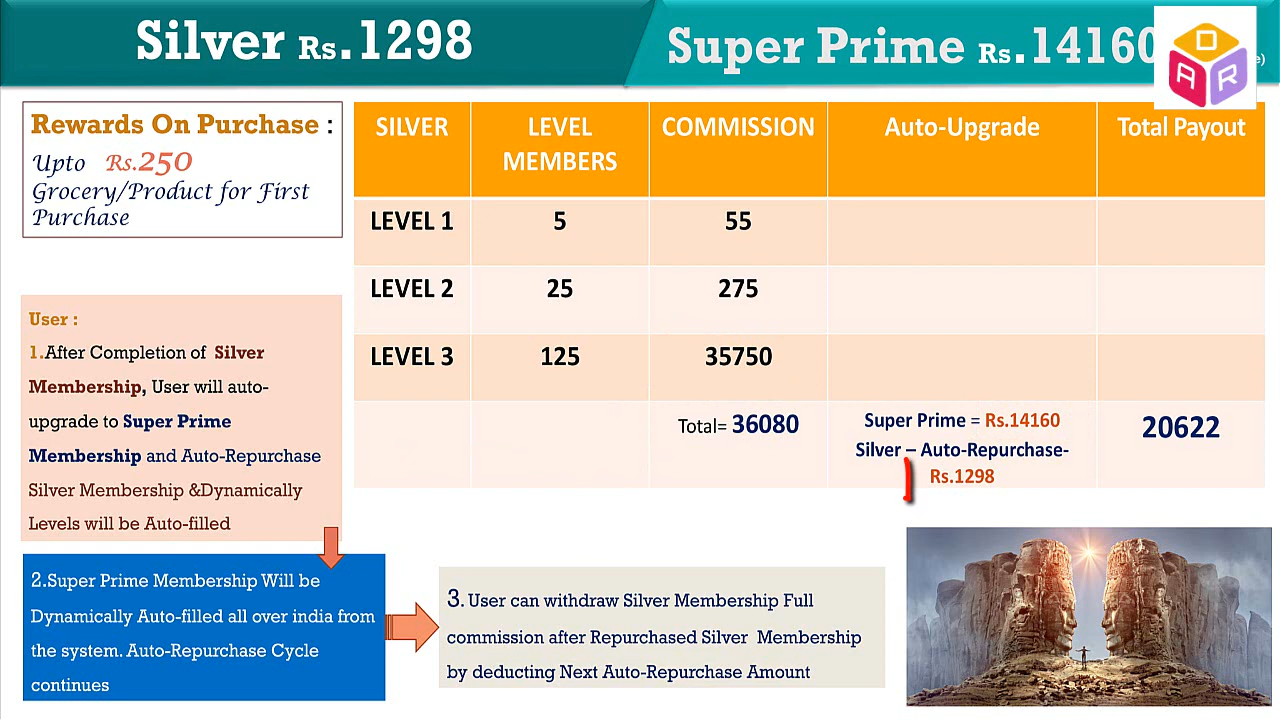 Silver Rs.1298
Super Prime Rs.14160
e)
O
A R
Rewards On Purchase :
Upto Rs.250
Grocery/Product for First
Purchase
SILVER
LEVEL
MEMBERS
COMMISSION
Auto-Upgrade
Total Payout
LEVEL 1
5
55
LEVEL 2
25
275
LEVEL 3
125
35750
Total= 36080
Super Prime = Rs.14160
Silver – Auto-Repurchase-
Rs.1298
20622
User :
1.After Completion of Silver
Membership, User will auto-
upgrade to Super Prime
Membership and Auto-Repurchase
Silver Membership &Dynamically
Levels will be Auto-filled
2.Super Prime Membership Will be
Dynamically Auto-filled all over india from
the system. Auto-Repurchase Cycle
continues
3. User can withdraw Silver Membership Full
commission after Repurchased Silver Membership
by deducting Next Auto-Repurchase Amount